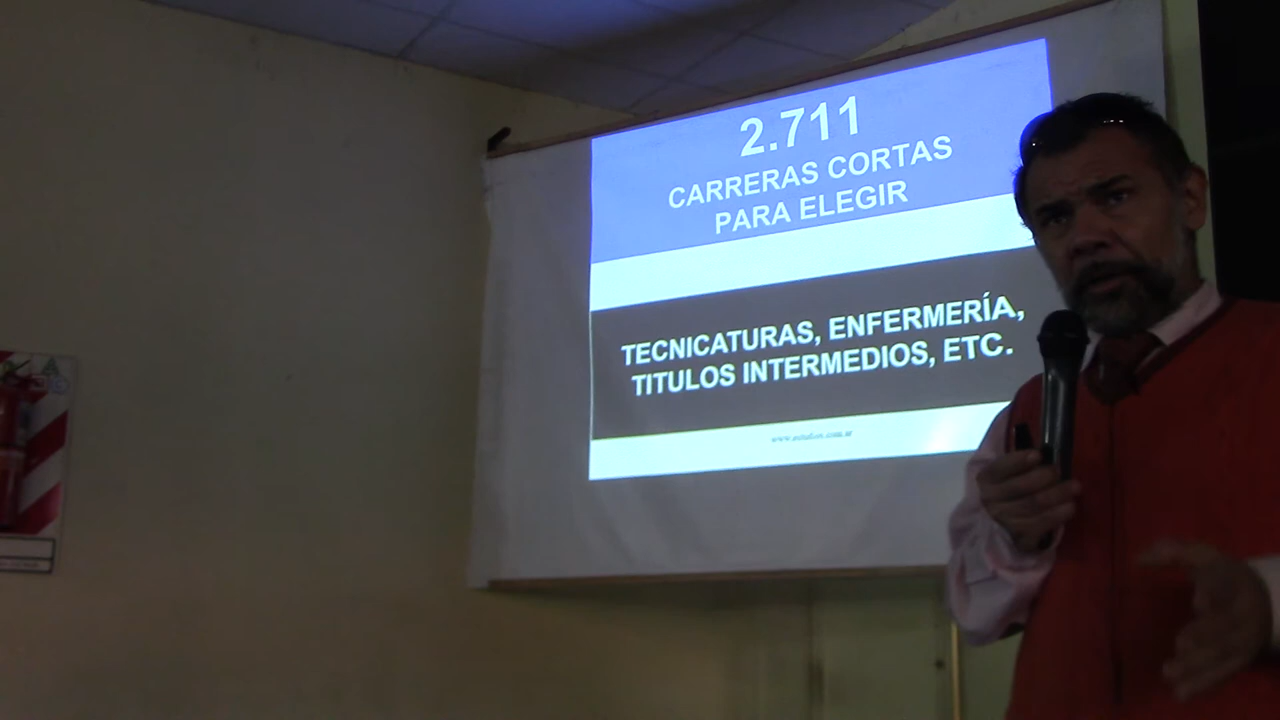 2.711
CARRERAS CORTAS
PARA ELEGIR
TECNICATURAS, ENFERMERÍA,
TITULOS INTERMEDIOS, ETC.